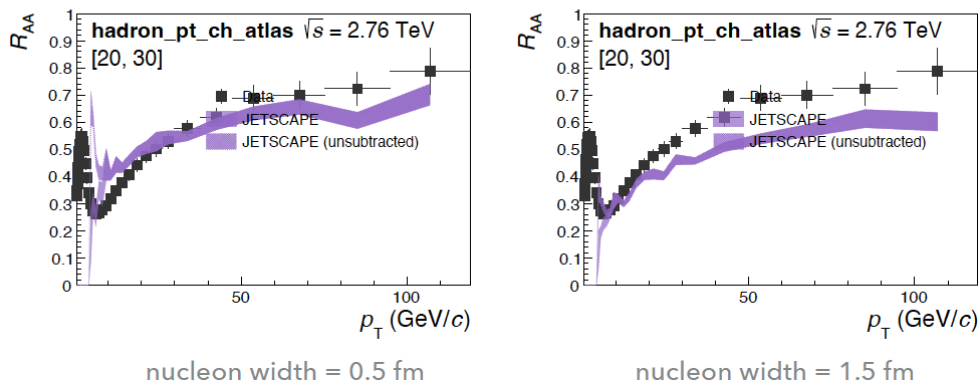 R_AA
1
0.9
0.8
0.7
0.6
0.5
0.4
0.3
0.2
0.1
0
hadron_pt_ch_atlas √s = 2.76 TeV
[20, 30]
Data
JETSCAPE
JETSCAPE (unsubtracted)
50
100
p_T (GeV/c)
nucleon width = 0.5 fm
R_AA
1
0.9
0.8
0.7
0.6
0.5
0.4
0.3
0.2
0.1
0
hadron_pt_ch_atlas √s = 2.76 TeV
[20, 30]
Data
JETSCAPE
JETSCAPE (unsubtracted)
50
100
p_T (GeV/c)
nucleon width = 1.5 fm